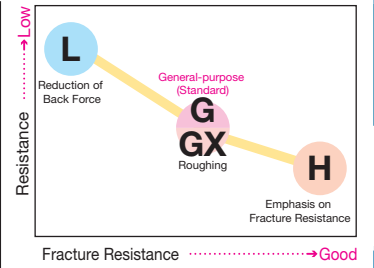 Low
Resistance
L
Reduction of
Back Force
General-purpose
(Standard)
G
GX
Roughing
H
Emphasis on
Fracture Resistance
Fracture Resistance
Good